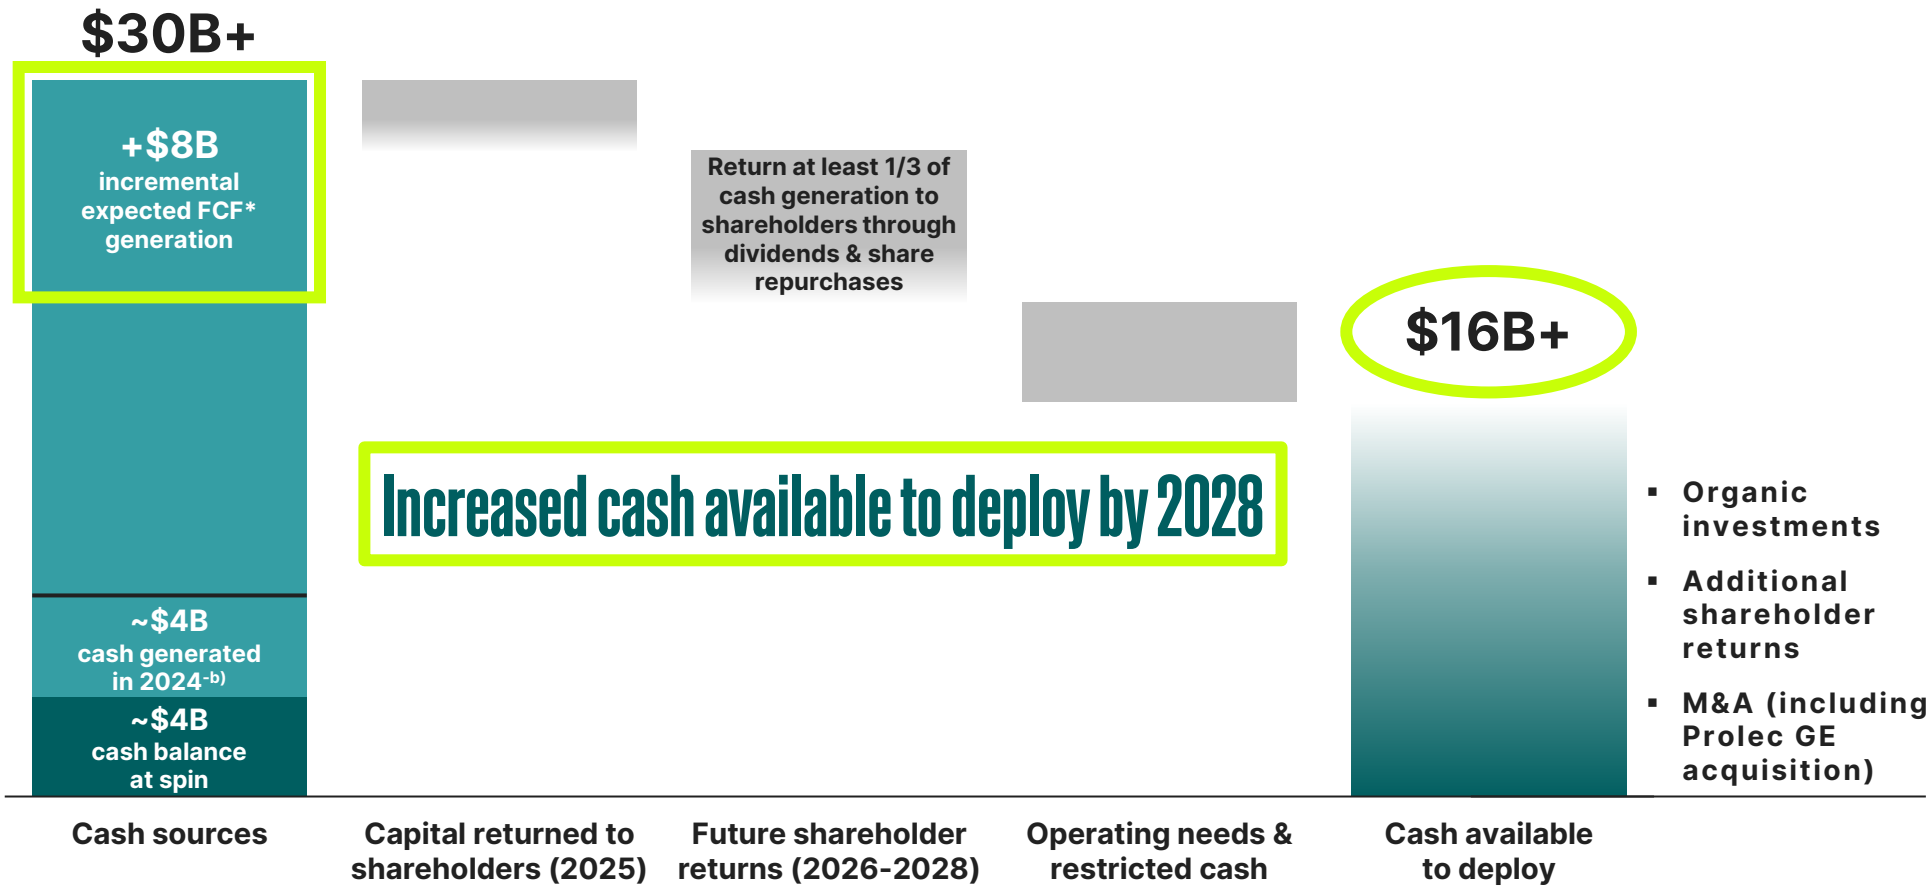 $30B+
+$8B
incremental
expected FCF*
generation
~$4B
cash generated
in 2024-b)
~$4B
cash balance
at spin
Return at least 1/3 of
cash generation to
shareholders through
dividends & share
repurchases
$16B+
Increased cash available to deploy by 2028
▪ Organic
investments
▪ Additional
shareholder
returns
▪ M&A (including
Prolec GE
acquisition)
Cash sources
Capital returned to
shareholders (2025)
Future shareholder
returns (2026-2028)
Operating needs &
restricted cash
Cash available
to deploy